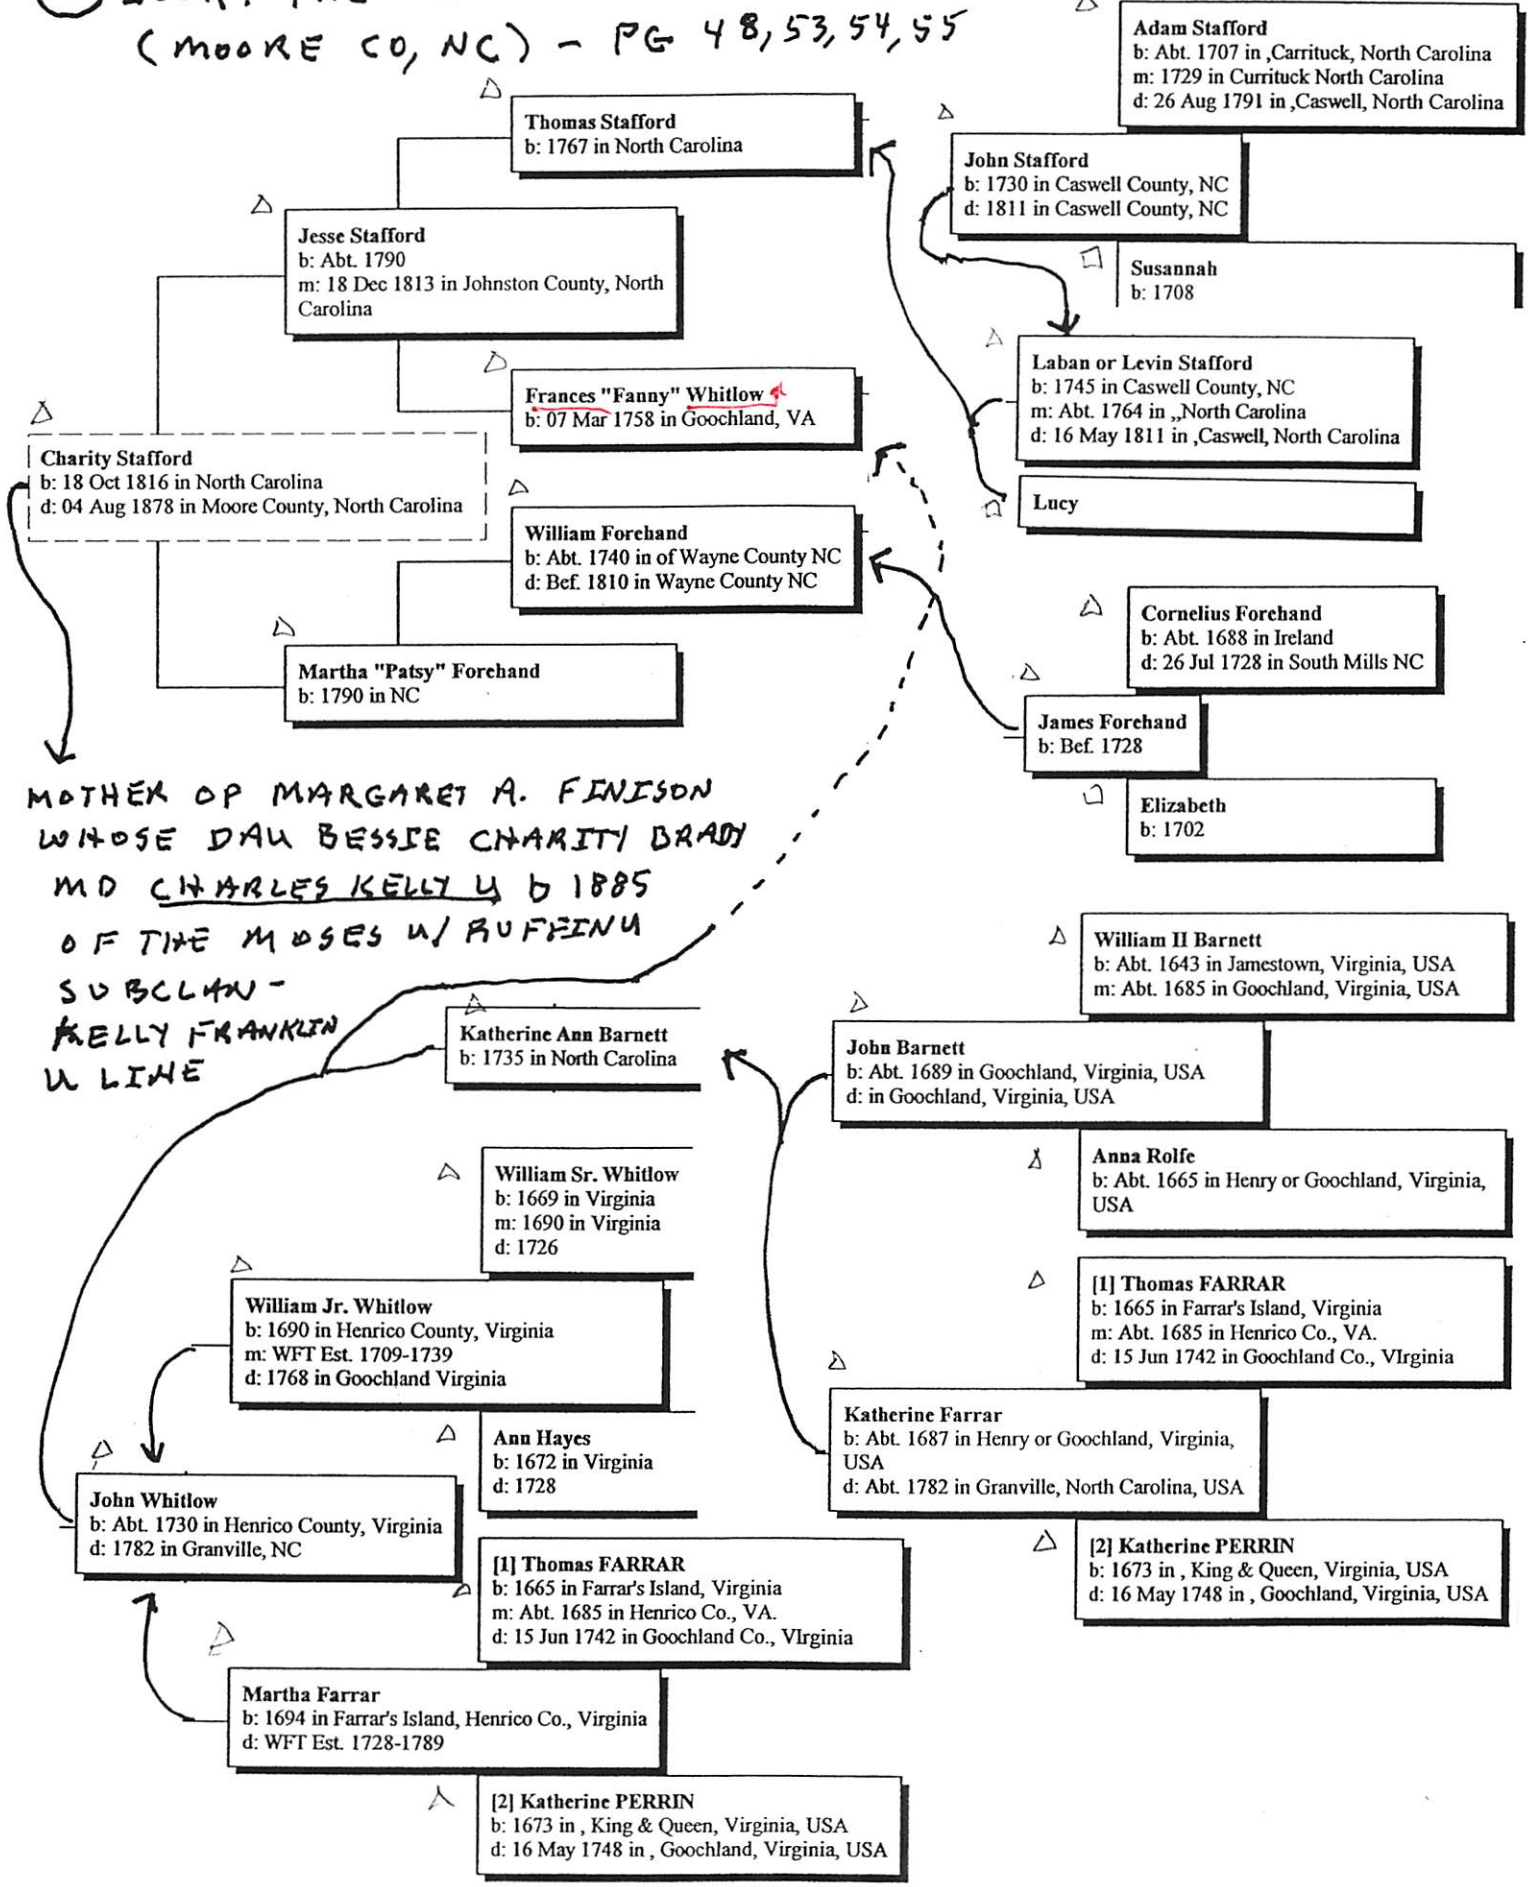 (MOORE CO, NC) - PG 48, 53, 54, 55
Adam Stafford
b: Abt. 1707 in ,Carrituck, North Carolina
m: 1729 in Currituck North Carolina
d: 26 Aug 1791 in ,Caswell, North Carolina
Thomas Stafford
b: 1767 in North Carolina
John Stafford
b: 1730 in Caswell County, NC
d: 1811 in Caswell County, NC
Jesse Stafford
b: Abt. 1790
m: 18 Dec 1813 in Johnston County, North
Carolina
Susannah
b: 1708
Laban or Levin Stafford
b: 1745 in Caswell County, NC
m: Abt. 1764 in ,,North Carolina
d: 16 May 1811 in ,Caswell, North Carolina
Frances "Fanny" Whitlow
b: 07 Mar 1758 in Goochland, VA
Charity Stafford
b: 18 Oct 1816 in North Carolina
d: 04 Aug 1878 in Moore County, North Carolina
Lucy
William Forehand
b: Abt. 1740 in of Wayne County NC
d: Bef. 1810 in Wayne County NC
Cornelius Forehand
b: Abt. 1688 in Ireland
d: 26 Jul 1728 in South Mills NC
Martha "Patsy" Forehand
b: 1790 in NC
James Forehand
b: Bef. 1728
Elizabeth
b: 1702
MOTHER OF MARGARET A. FINISON
WHOSE DAU BESSIE CHARITY BRADY
MD CHARLES KELLY U b 1885
OF THE MOSES U/ RUFFIN U
SUBCLAN -
KELLY FRANKLIN
U LINE
William II Barnett
b: Abt. 1643 in Jamestown, Virginia, USA
m: Abt. 1685 in Goochland, Virginia, USA
Katherine Ann Barnett
b: 1735 in North Carolina
John Barnett
b: Abt. 1689 in Goochland, Virginia, USA
d: in Goochland, Virginia, USA
Anna Rolfe
b: Abt. 1665 in Henry or Goochland, Virginia,
USA
William Sr. Whitlow
b: 1669 in Virginia
m: 1690 in Virginia
d: 1726
[1] Thomas FARRAR
b: 1665 in Farrar's Island, Virginia
m: Abt. 1685 in Henrico Co., VA.
d: 15 Jun 1742 in Goochland Co., VIrginia
William Jr. Whitlow
b: 1690 in Henrico County, Virginia
m: WFT Est. 1709-1739
d: 1768 in Goochland Virginia
Katherine Farrar
b: Abt. 1687 in Henry or Goochland, Virginia,
USA
d: Abt. 1782 in Granville, North Carolina, USA
Ann Hayes
b: 1672 in Virginia
d: 1728
John Whitlow
b: Abt. 1730 in Henrico County, Virginia
d: 1782 in Granville, NC
[2] Katherine PERRIN
b: 1673 in , King & Queen, Virginia, USA
d: 16 May 1748 in , Goochland, Virginia, USA
[1] Thomas FARRAR
b: 1665 in Farrar's Island, Virginia
m: Abt. 1685 in Henrico Co., VA.
d: 15 Jun 1742 in Goochland Co., VIrginia
Martha Farrar
b: 1694 in Farrar's Island, Henrico Co., Virginia
d: WFT Est. 1728-1789
[2] Katherine PERRIN
b: 1673 in , King & Queen, Virginia, USA
d: 16 May 1748 in , Goochland, Virginia, USA